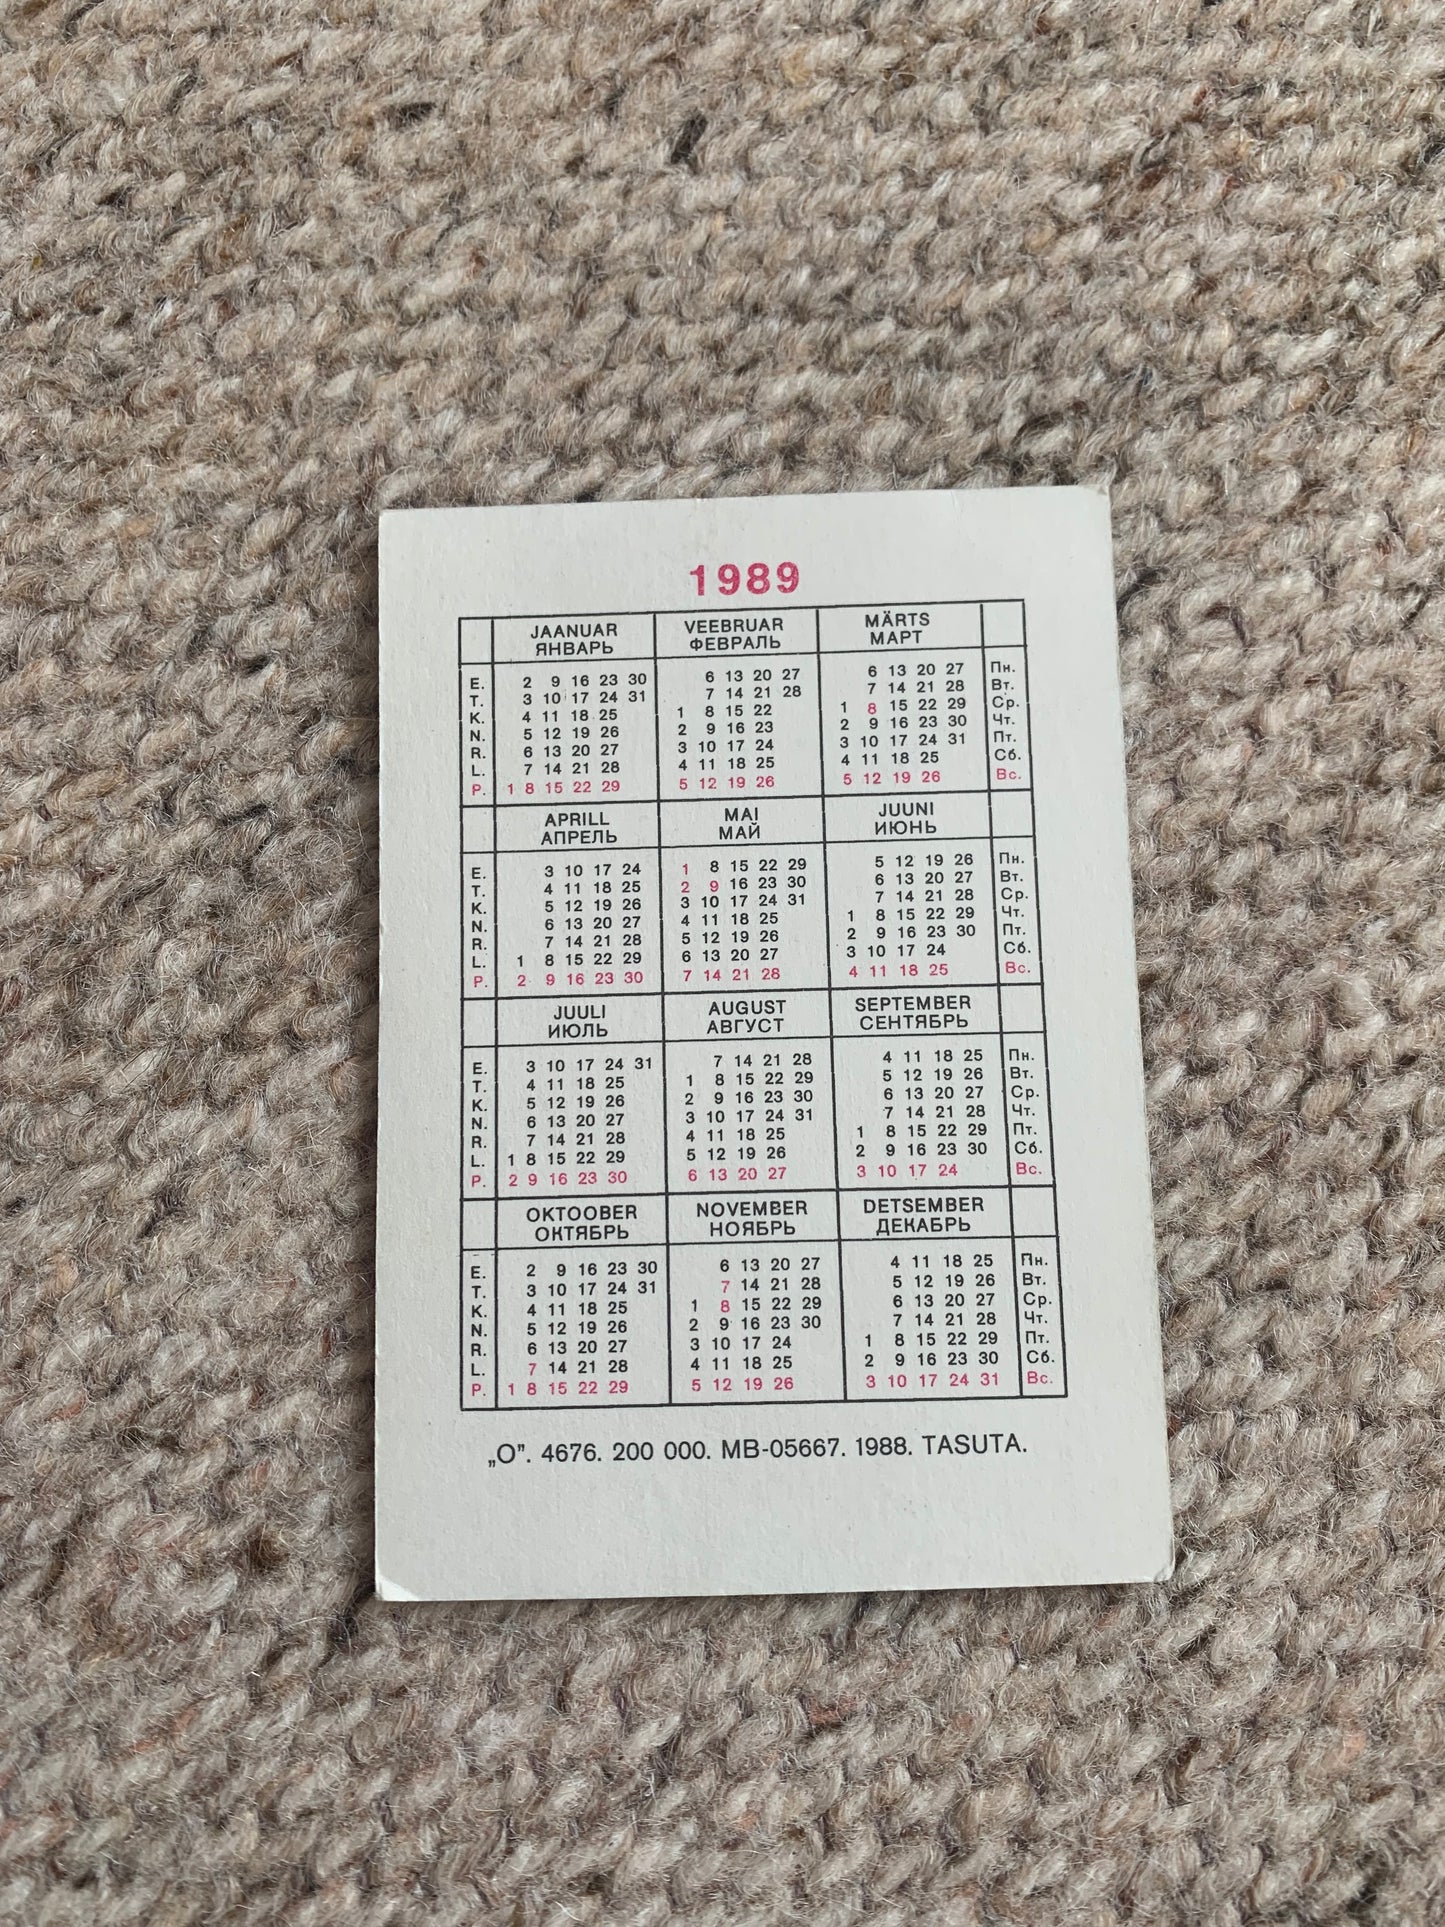 1989
JAANUAR VEEBRUAR MÄRTS
ЯНВАРЬ ФЕВРАЛЬ МАРТ
E. 2 9 16 23 30 6 13 20 27 6 13 20 27 Пн.
T. 3 10 17 24 31 7 14 21 28 7 14 21 28 Вт.
K. 4 11 18 25 1 8 15 22 1 8 15 22 29 Ср.
N. 5 12 19 26 2 9 16 23 2 9 16 23 30 Чт.
R. 6 13 20 27 3 10 17 24 3 10 17 24 31 Пт.
L. 7 14 21 28 4 11 18 25 4 11 18 25 Сб.
P. 1 8 15 22 29 5 12 19 26 5 12 19 26 Вс.
APRILL MAI JUUNI
АПРЕЛЬ МАЙ ИЮНЬ
E. 3 10 17 24 1 8 15 22 29 5 12 19 26 Пн.
T. 4 11 18 25 2 9 16 23 30 6 13 20 27 Вт.
K. 5 12 19 26 3 10 17 24 31 7 14 21 28 Ср.
N. 6 13 20 27 4 11 18 25 1 8 15 22 29 Чт.
R. 7 14 21 28 5 12 19 26 2 9 16 23 30 Пт.
L. 1 8 15 22 29 6 13 20 27 3 10 17 24 Сб.
P. 2 9 16 23 30 7 14 21 28 4 11 18 25 Вс.
JUULI AUGUST SEPTEMBER
ИЮЛЬ АВГУСТ СЕНТЯБРЬ
E. 3 10 17 24 31 7 14 21 28 4 11 18 25 Пн.
T. 4 11 18 25 1 8 15 22 29 5 12 19 26 Вт.
K. 5 12 19 26 2 9 16 23 30 6 13 20 27 Ср.
N. 6 13 20 27 3 10 17 24 31 7 14 21 28 Чт.
R. 7 14 21 28 4 11 18 25 1 8 15 22 29 Пт.
L. 1 8 15 22 29 5 12 19 26 2 9 16 23 30 Сб.
P. 2 9 16 23 30 6 13 20 27 3 10 17 24 Вс.
OKTOOBER NOVEMBER DETSEMBER
ОКТЯБРЬ НОЯБРЬ ДЕКАБРЬ
E. 2 9 16 23 30 6 13 20 27 4 11 18 25 Пн.
T. 3 10 17 24 31 7 14 21 28 5 12 19 26 Вт.
K. 4 11 18 25 1 8 15 22 29 6 13 20 27 Ср.
N. 5 12 19 26 2 9 16 23 30 7 14 21 28 Чт.
R. 6 13 20 27 3 10 17 24 1 8 15 22 29 Пт.
L. 7 14 21 28 4 11 18 25 2 9 16 23 30 Сб.
P. 1 8 15 22 29 5 12 19 26 3 10 17 24 31 Вс.
„O”. 4676. 200 000. MB-05667. 1988. TASUTA.